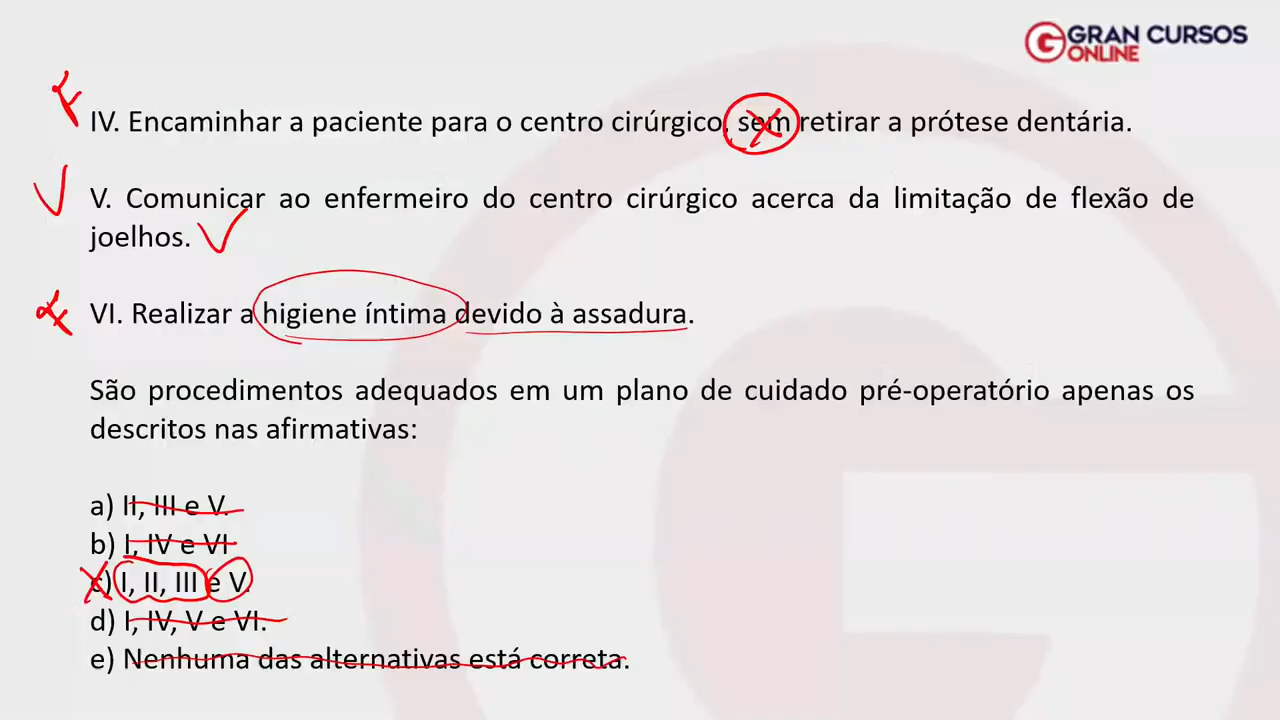 GRAN CURSOS
ONLINE
IV. Encaminhar a paciente para o centro cirúrgico, sem retirar a prótese dentária.
V. Comunicar ao enfermeiro do centro cirúrgico acerca da limitação de flexão de
joelhos.
VI. Realizar a higiene íntima devido à assadura.
São procedimentos adequados em um plano de cuidado pré-operatório apenas os
descritos nas afirmativas:
a) II, III e V.
b) I, IV e VI
c) I, II, III e V.
d) I, IV, V e VI.
e) Nenhuma das alternativas está correta.